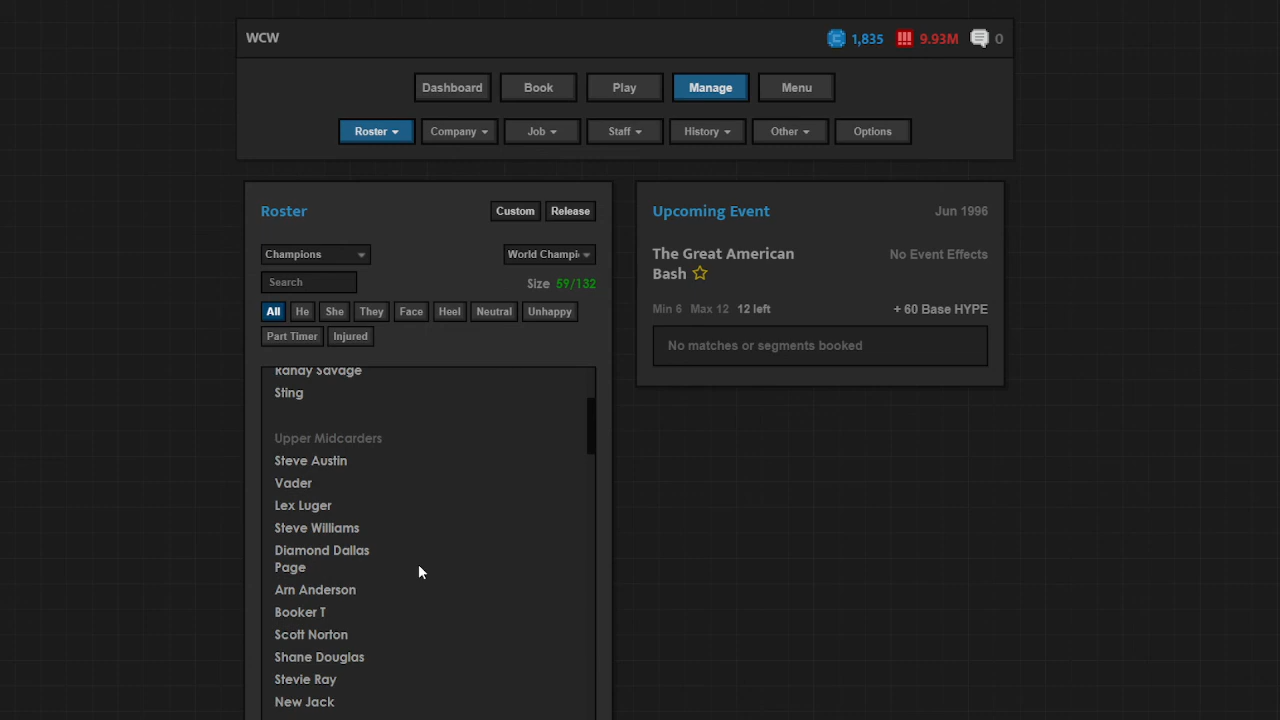 WCW
1,835 9.93M 0
Dashboard Book Play Manage Menu
Roster Company Job Staff History Other Options
Roster Custom Release
Champions World Champi
Search Size 59/132
All He She They Face Heel Neutral Unhappy
Part Timer Injured
Randy Savage
Sting
Upper Midcarders
Steve Austin
Vader
Lex Luger
Steve Williams
Diamond Dallas
Page
Arn Anderson
Booker T
Scott Norton
Shane Douglas
Stevie Ray
New Jack
Upcoming Event Jun 1996
The Great American No Event Effects
Bash
Min 6 Max 12 12 left + 60 Base HYPE
No matches or segments booked